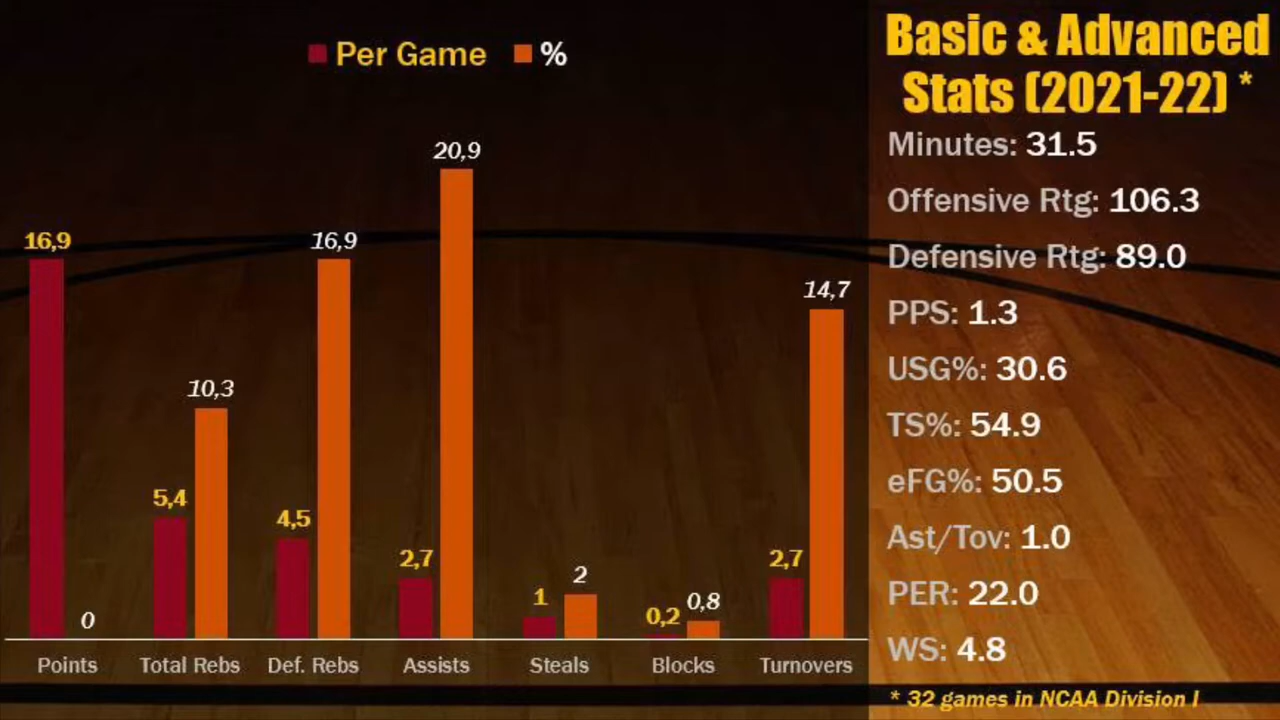 Per Game %
Basic & Advanced
Stats (2021-22) *
Minutes: 31.5
Offensive Rtg: 106.3
Defensive Rtg: 89.0
PPS: 1.3
USG%: 30.6
TS%: 54.9
eFG%: 50.5
Ast/Tov: 1.0
PER: 22.0
WS: 4.8
* 32 games in NCAA Division I
16,9 0
5,4 10,3
4,5 16,9
2,7 20,9
1 2
0,2 0,8
2,7 14,7
Points Total Rebs Def. Rebs Assists Steals Blocks Turnovers